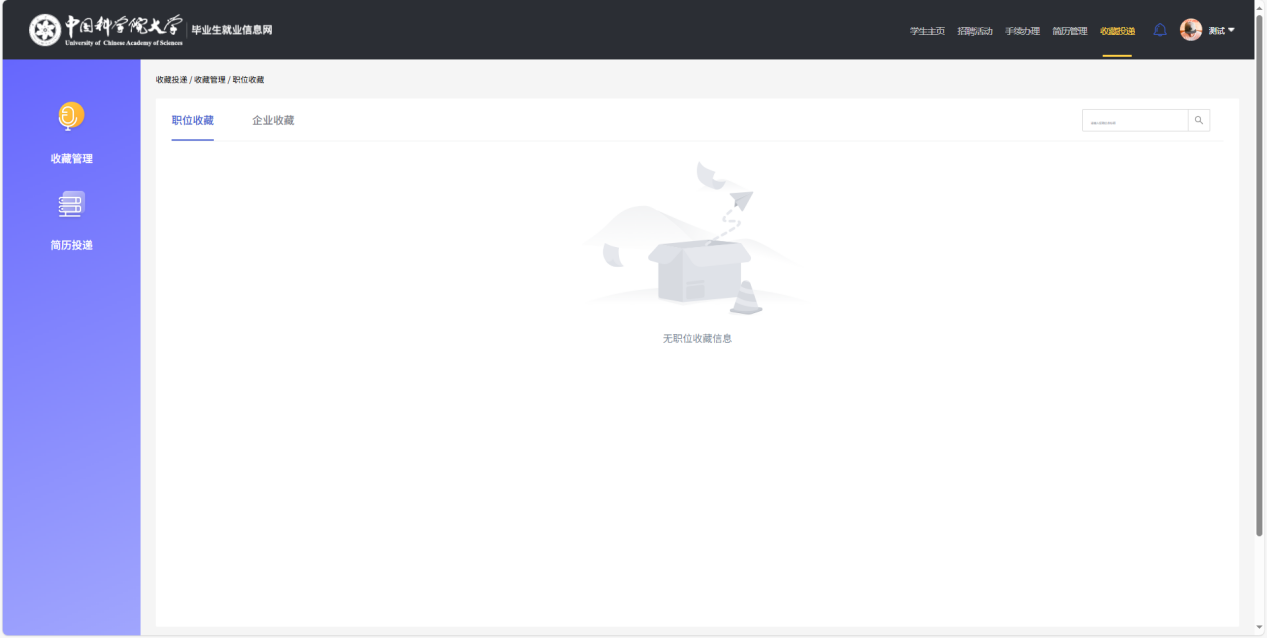 中国科学院大学
University of Chinese Academy of Sciences
毕业生就业信息网
学生主页 招聘活动 手续办理 简历管理 收藏投递 测试
收藏管理
简历投递
收藏投递 / 收藏管理 / 职位收藏
职位收藏 企业收藏
无职位收藏信息